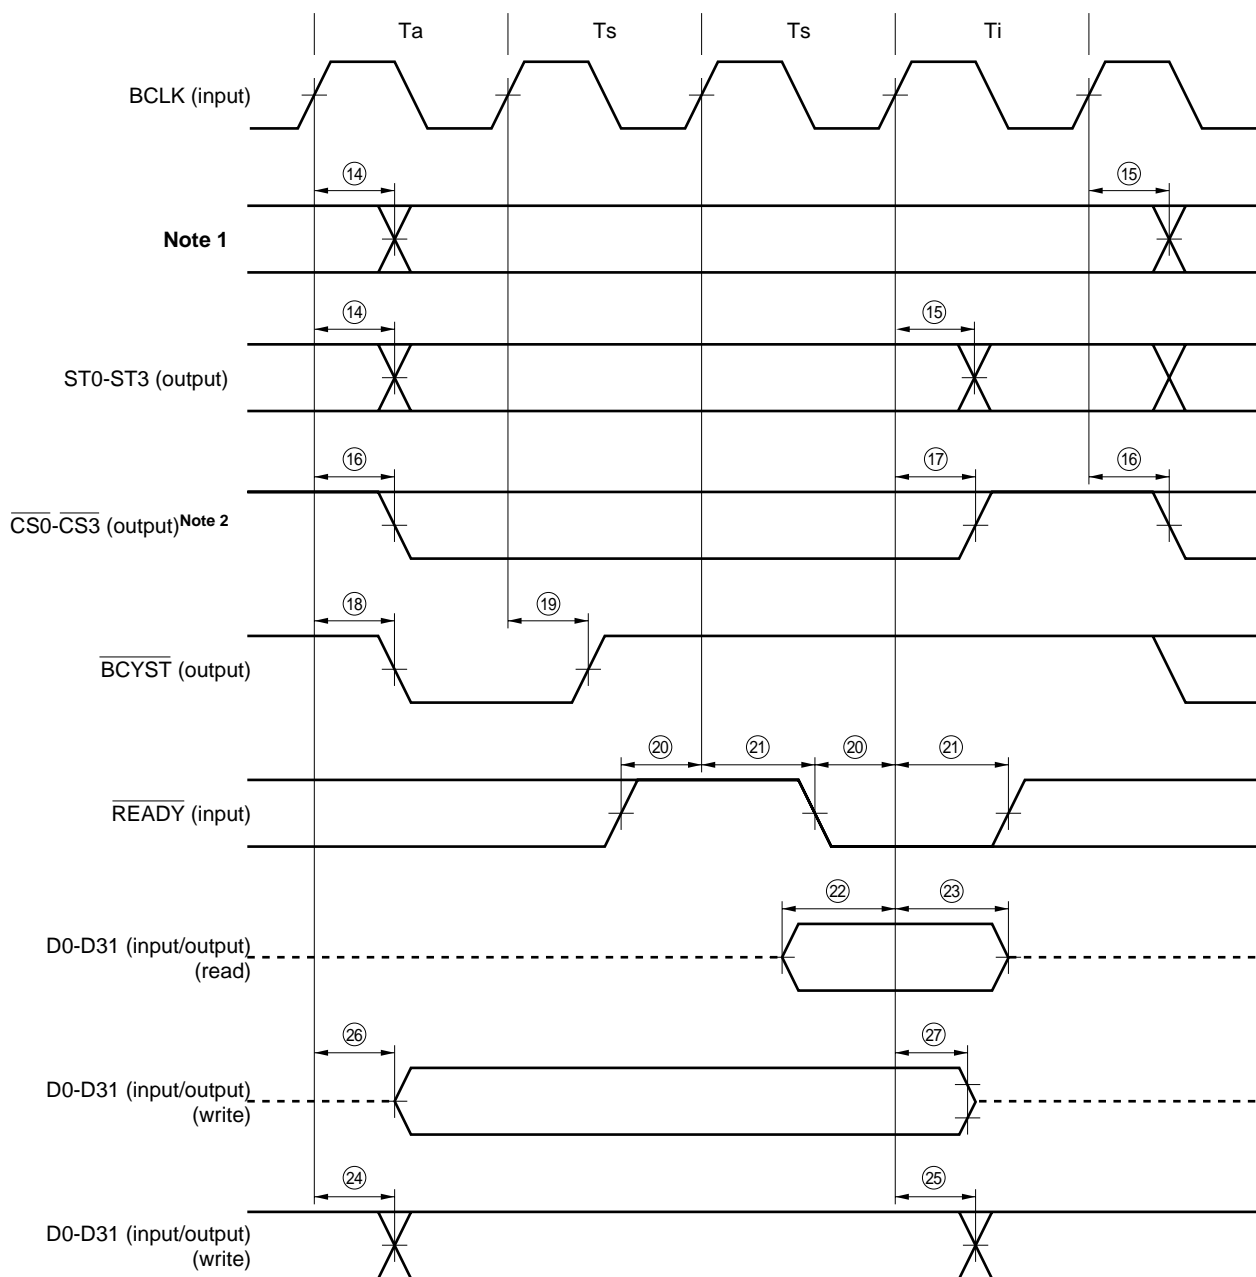 Ta Ts Ts Ti
BCLK (input)
⑭ ⑮
Note 1
⑭ ⑮
ST0-ST3 (output)
⑯ ⑰ ⑯
CS0-CS3 (output)Note 2
⑱ ⑲
BCYST (output)
⑳ ㉑ ⑳ ㉑
READY (input)
㉒ ㉓
D0-D31 (input/output)
(read)
㉖ ㉗
D0-D31 (input/output)
(write)
㉔ ㉕
D0-D31 (input/output)
(write)